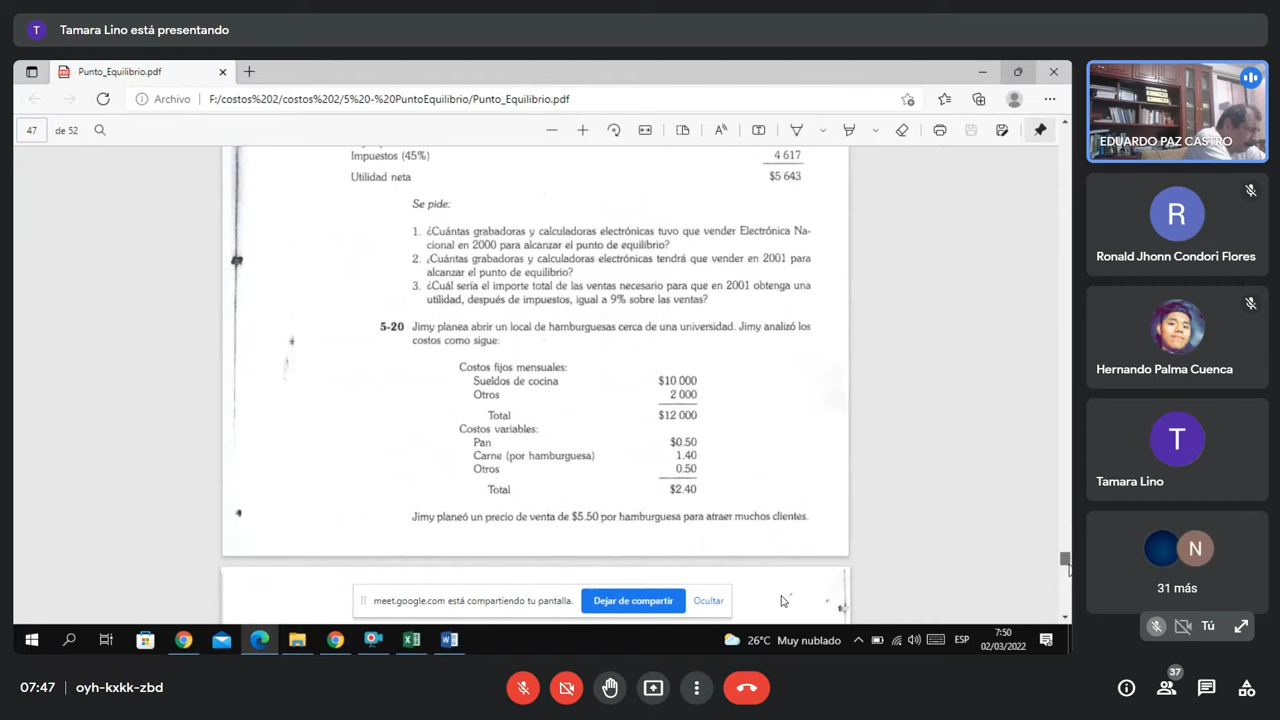 T Tamara Lino está presentando
Punto_Equilibrio.pdf
Archivo F:/costos%202/costos%202/5%20-%20PuntoEquilibrio/Punto_Equilibrio.pdf
47 de 52
Impuestos (45%) 4 617
Utilidad neta $5 643
Se pide:
1. ¿Cuántas grabadoras y calculadoras electrónicas tuvo que vender Electrónica Na-
cional en 2000 para alcanzar el punto de equilibrio?
2. ¿Cuántas grabadoras y calculadoras electrónicas tendrá que vender en 2001 para
alcanzar el punto de equilibrio?
3. ¿Cuál sería el importe total de las ventas necesario para que en 2001 obtenga una
utilidad, después de impuestos, igual a 9% sobre las ventas?
5-20 Jimy planea abrir un local de hamburguesas cerca de una universidad. Jimy analizó los
costos como sigue:
Costos fijos mensuales:
Sueldos de cocina $10 000
Otros 2 000
Total $12 000
Costos variables:
Pan $0.50
Carne (por hamburguesa) 1.40
Otros 0.50
Total $2.40
Jimy planeó un precio de venta de $5.50 por hamburguesa para atraer muchos clientes.
meet.google.com está compartiendo tu pantalla. Dejar de compartir Ocultar
26°C Muy nublado ESP 7:50
02/03/2022
EDUARDO PAZ CASTRO
R
Ronald Jhonn Condori Flores
Hernando Palma Cuenca
T
Tamara Lino
N
31 más
Tú
07:47 | oyh-kxkk-zbd
37